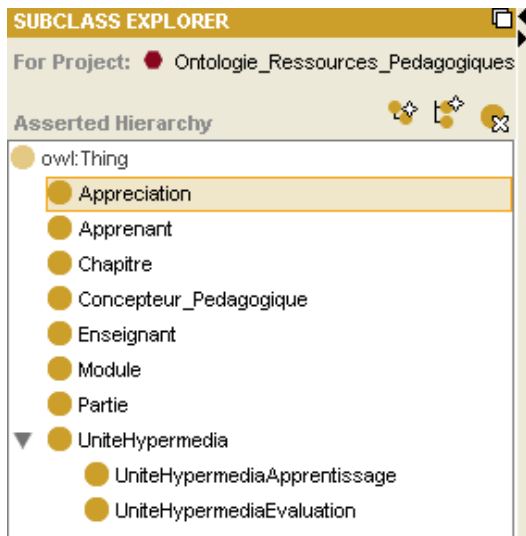 SUBCLASS EXPLORER
For Project: Ontologie_Ressources_Pedagogiques
Asserted Hierarchy
owl:Thing
Appreciation
Apprenant
Chapitre
Concepteur_Pedagogique
Enseignant
Module
Partie
UniteHypermedia
UniteHypermediaApprentissage
UniteHypermediaEvaluation